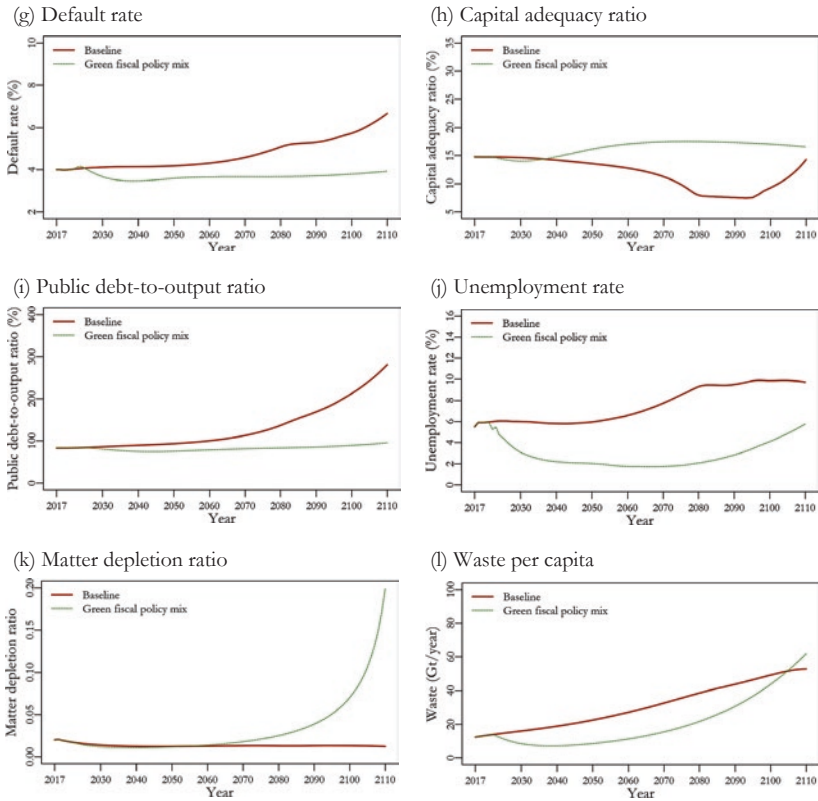 (g) Default rate
Default rate (%)
10
8
6
4
2
Baseline
Green fiscal policy mix
2017 2030 2040 2050 2060 2070 2080 2090 2100 2110
Year
(h) Capital adequacy ratio
Capital adequacy ratio (%)
35
30
25
20
15
10
5
Baseline
Green fiscal policy mix
2017 2030 2040 2050 2060 2070 2080 2090 2100 2110
Year
(i) Public debt-to-output ratio
Public debt-to-output ratio (%)
400
300
200
100
0
Baseline
Green fiscal policy mix
2017 2030 2040 2050 2060 2070 2080 2090 2100 2110
Year
(j) Unemployment rate
Unemployment rate (%)
16
14
12
10
8
6
4
2
0
Baseline
Green fiscal policy mix
2017 2030 2040 2050 2060 2070 2080 2090 2100 2110
Year
(k) Matter depletion ratio
Matter depletion ratio
0.20
0.15
0.10
0.05
0.00
Baseline
Green fiscal policy mix
2017 2030 2040 2050 2060 2070 2080 2090 2100 2110
Year
(l) Waste per capita
Waste (Gt/year)
100
80
60
40
20
0
Baseline
Green fiscal policy mix
2017 2030 2040 2050 2060 2070 2080 2090 2100 2110
Year